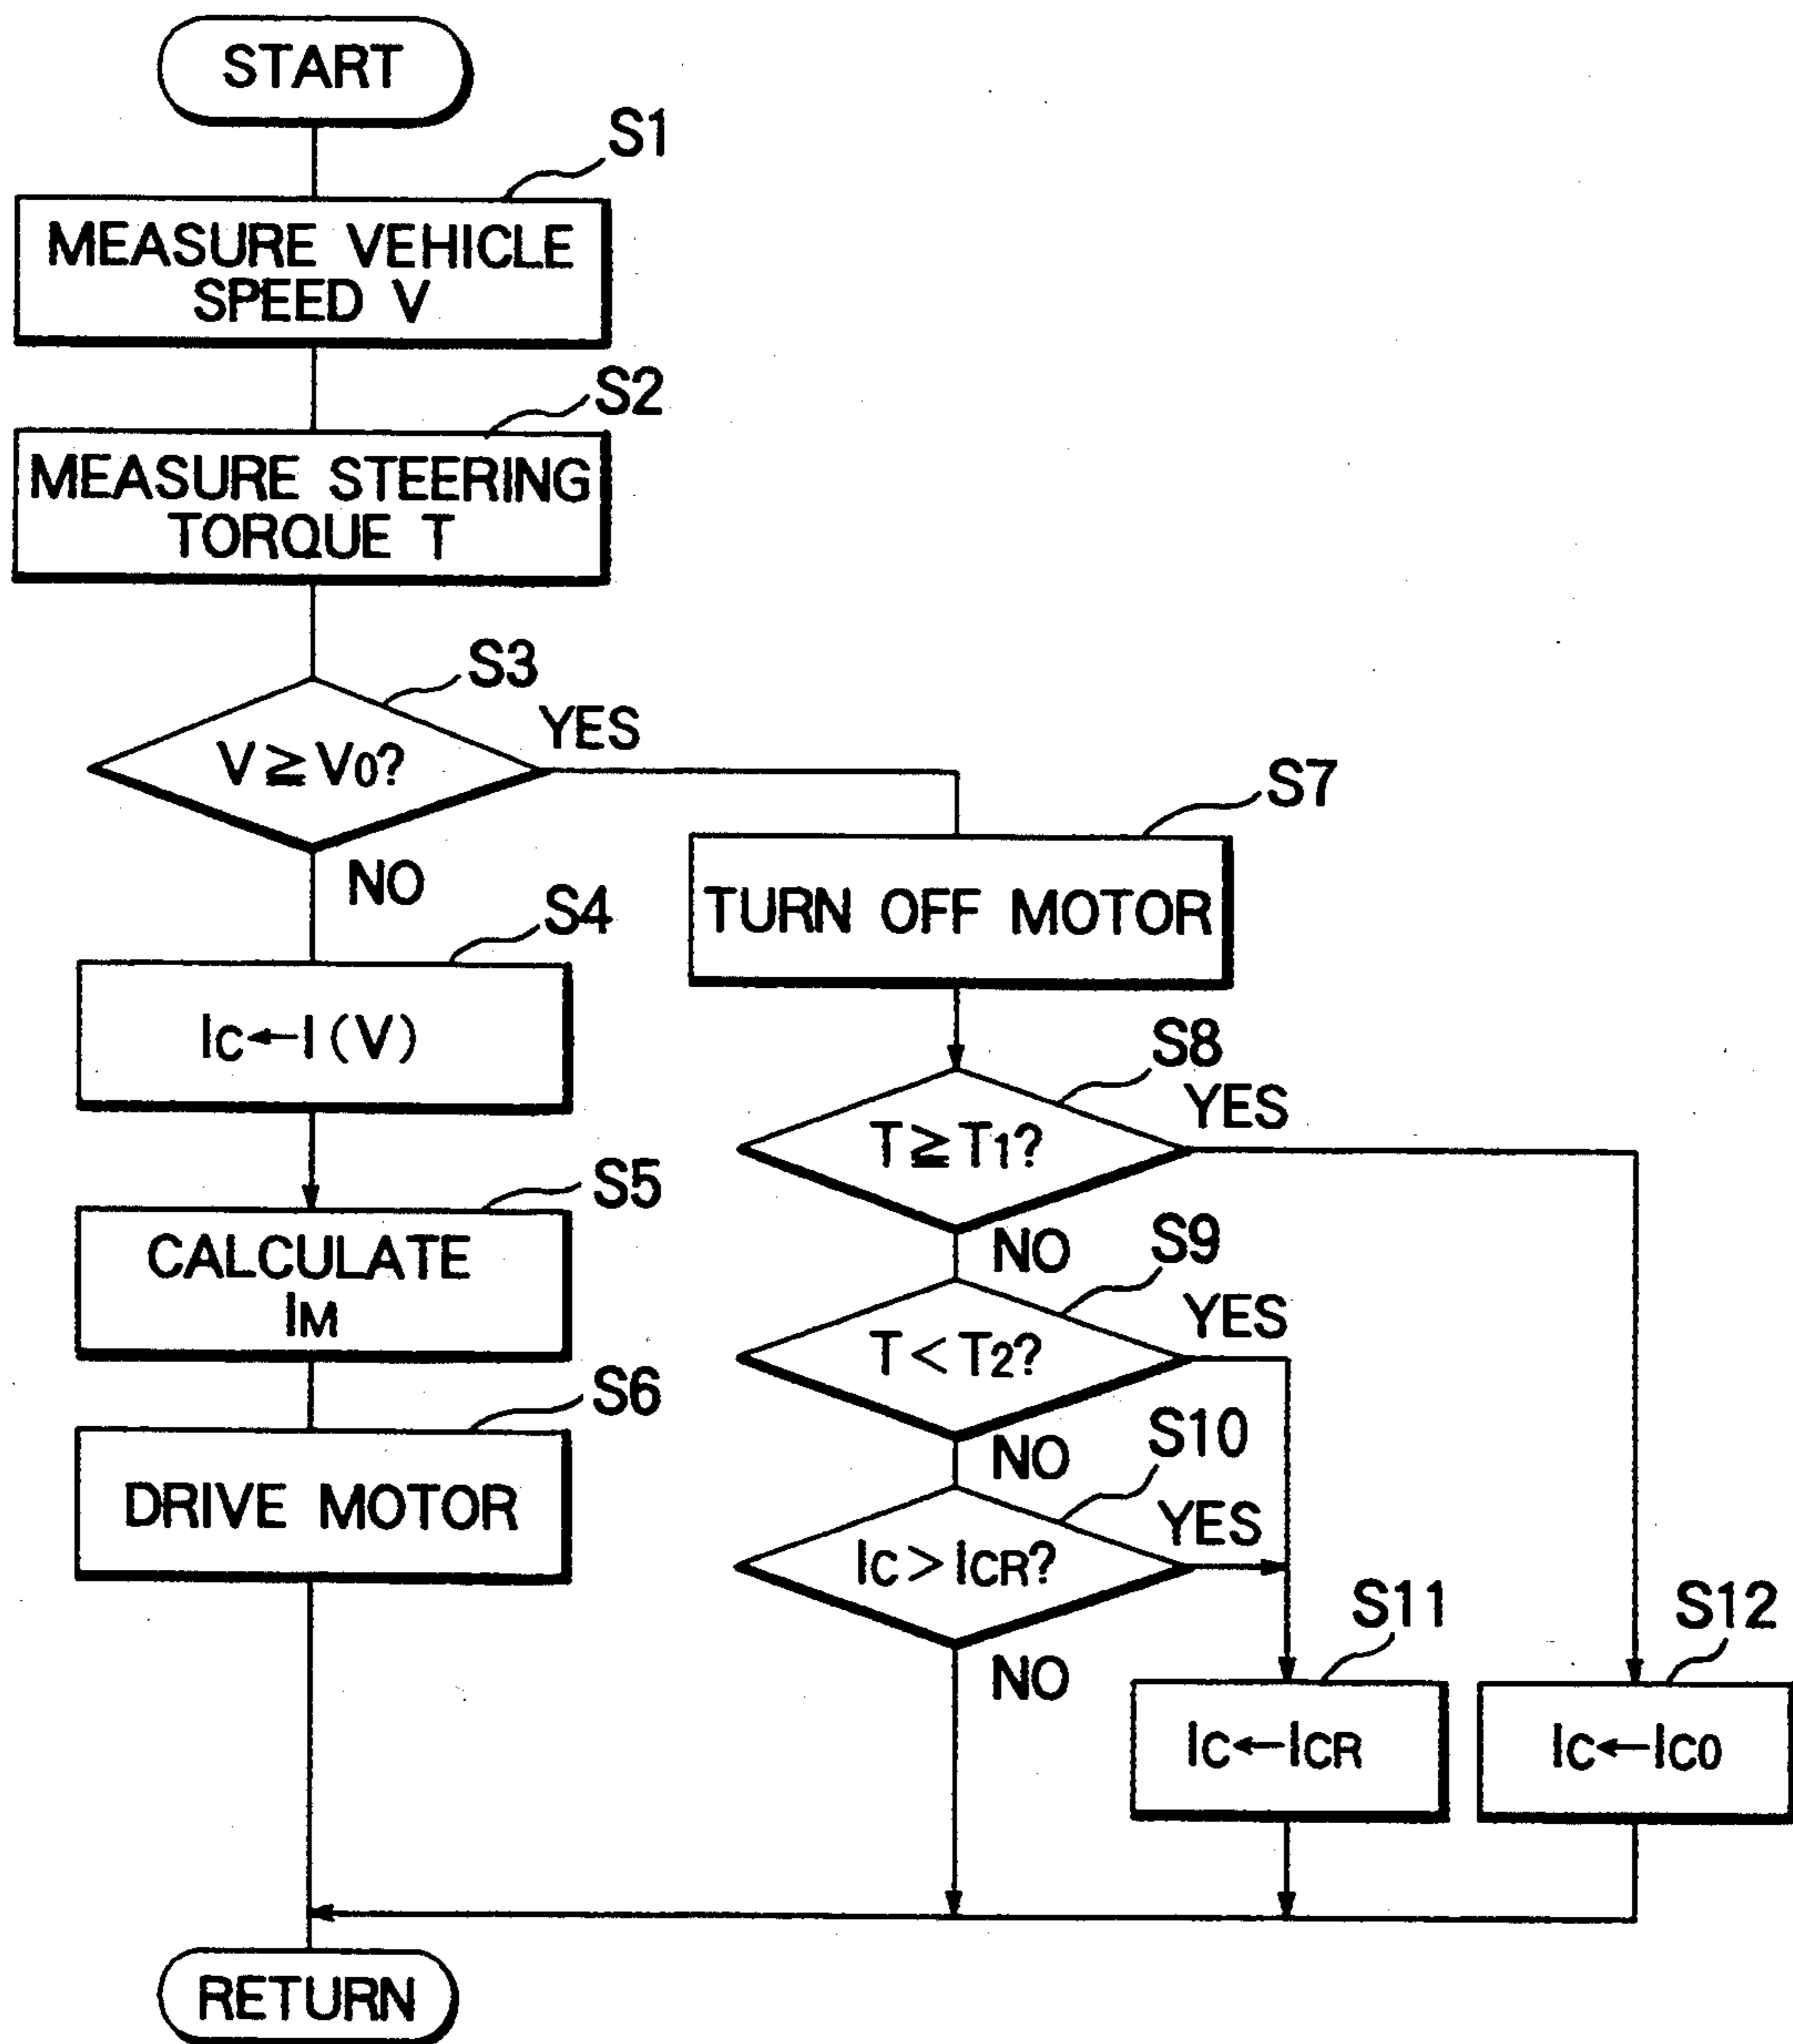 START
S1
MEASURE VEHICLE
SPEED V
S2
MEASURE STEERING
TORQUE T
S3
V≧V0?
YES
NO
S4
IC←I(V)
S5
CALCULATE
IM
S6
DRIVE MOTOR
S7
TURN OFF MOTOR
S8
T≧T1?
YES
NO
S9
T<T2?
YES
NO
S10
IC>ICR?
YES
NO
S11
IC←ICR
S12
IC←IC0
RETURN